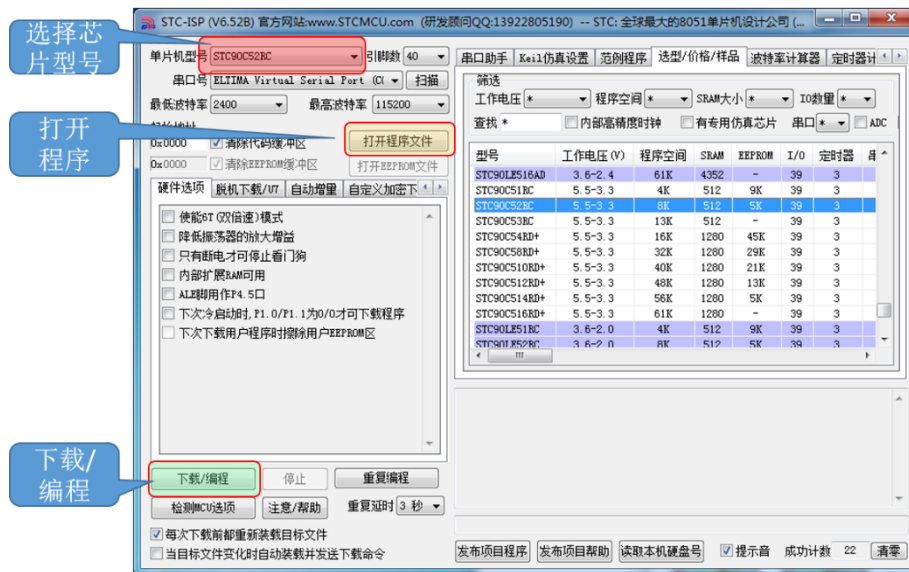 STC-ISP (V6.52B) 官方网站:www.STCMCU.com (研发顾问QQ:13922805190) -- STC: 全球最大的8051单片机设计公司 (...
选择芯
片型号
单片机型号 STC90C52RC 引脚数 40
串口号 ELTIMA Virtual Serial Port (C 扫描
最低波特率 2400 最高波特率 115200
打开
程序
0x0000 清除代码缓冲区 打开程序文件
0x0000 清除EEPROM缓冲区 打开EEPROM文件
硬件选项 脱机下载/U7 自动增量 自定义加密下
使能6T (双倍速)模式
降低振荡器的放大增益
只有断电才可停止看门狗
内部扩展RAM可用
ALE脚用作P4.5口
下次冷启动时,P1.0/P1.1为0/0才可下载程序
下次下载用户程序时擦除用户EEPROM区
下载/
编程
下载/编程 停止 重复编程
检测MCU选项 注意/帮助 重复延时 3 秒
每次下载前都重新装载目标文件
当目标文件变化时自动装载并发送下载命令
串口助手 Keil仿真设置 范例程序 选型/价格/样品 波特率计算器 定时器计
筛选
工作电压 * 程序空间 * SRAM大小 * IO数量 *
查找 * 内部高精度时钟 有专用仿真芯片 串口 * ADC
型号 工作电压(V) 程序空间 SRAM EEPROM I/O 定时器
STC90LE516AD 3.6-2.4 61K 4352 - 39 3
STC90C51RC 5.5-3.3 4K 512 9K 39 3
STC90C52RC 5.5-3.3 8K 512 5K 39 3
STC90C53RC 5.5-3.3 13K 512 - 39 3
STC90C54RD+ 5.5-3.3 16K 1280 45K 39 3
STC90C58RD+ 5.5-3.3 32K 1280 29K 39 3
STC90C510RD+ 5.5-3.3 40K 1280 21K 39 3
STC90C512RD+ 5.5-3.3 48K 1280 13K 39 3
STC90C514RD+ 5.5-3.3 56K 1280 5K 39 3
STC90C516RD+ 5.5-3.3 61K 1280 - 39 3
STC90LE51RC 3.6-2.0 4K 512 9K 39 3
STC90LE52RC 3.6-2.0 8K 512 5K 39 3
发布项目程序 发布项目帮助 读取本机硬盘号 提示音 成功计数 22 清零